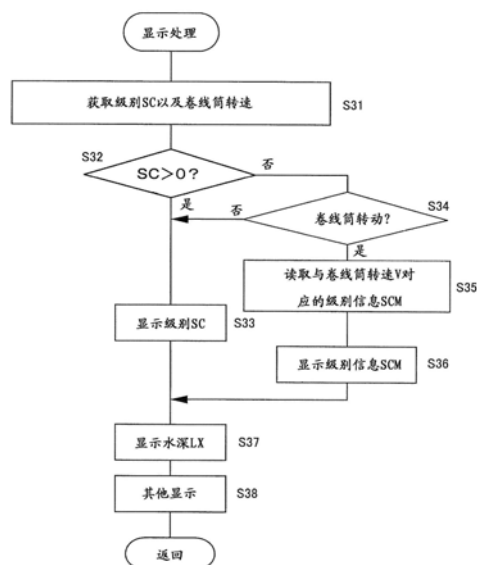 显示处理
获取级别SC以及卷线筒转速
S31
S32
SC>0?
否
S34
是
否
卷线筒转动?
是
读取与卷线筒转速V对
应的级别信息SCM
S35
显示级别SC
S33
显示级别信息SCM
S36
显示水深LX
S37
其他显示
S38
返回